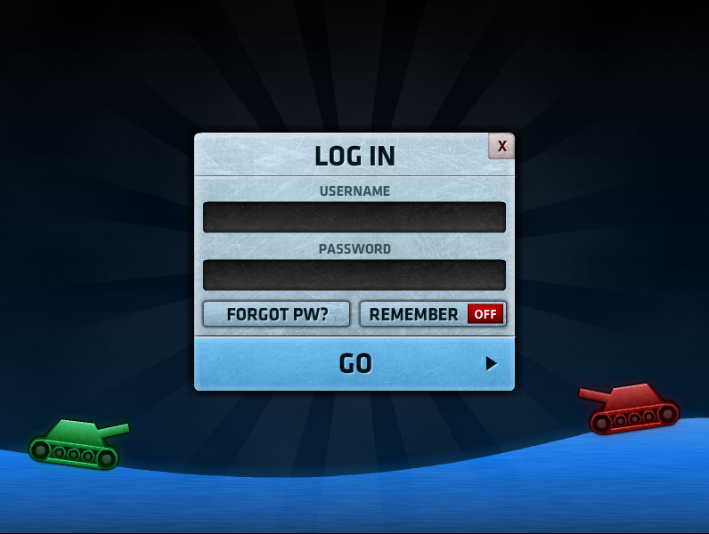 LOG IN
X
USERNAME
PASSWORD
FORGOT PW?
REMEMBER OFF
GO